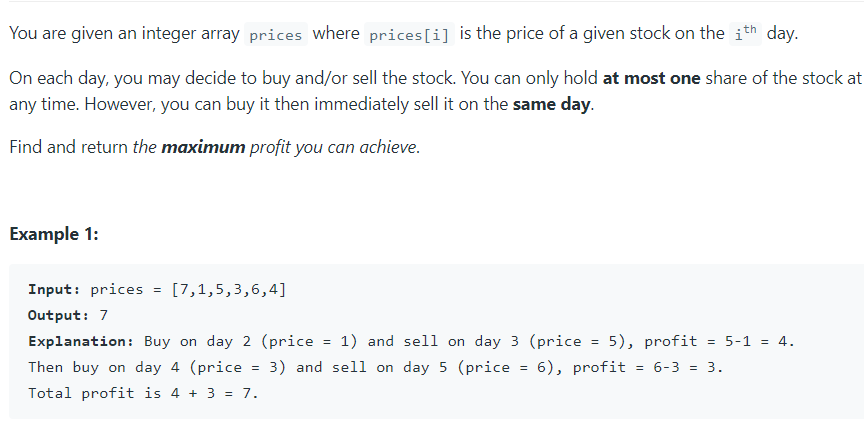 You are given an integer array prices where prices[i] is the price of a given stock on the ith day.
On each day, you may decide to buy and/or sell the stock. You can only hold at most one share of the stock at
any time. However, you can buy it then immediately sell it on the same day.
Find and return the maximum profit you can achieve.
Example 1:
Input: prices = [7,1,5,3,6,4]
Output: 7
Explanation: Buy on day 2 (price = 1) and sell on day 3 (price = 5), profit = 5-1 = 4.
Then buy on day 4 (price = 3) and sell on day 5 (price = 6), profit = 6-3 = 3.
Total profit is 4 + 3 = 7.